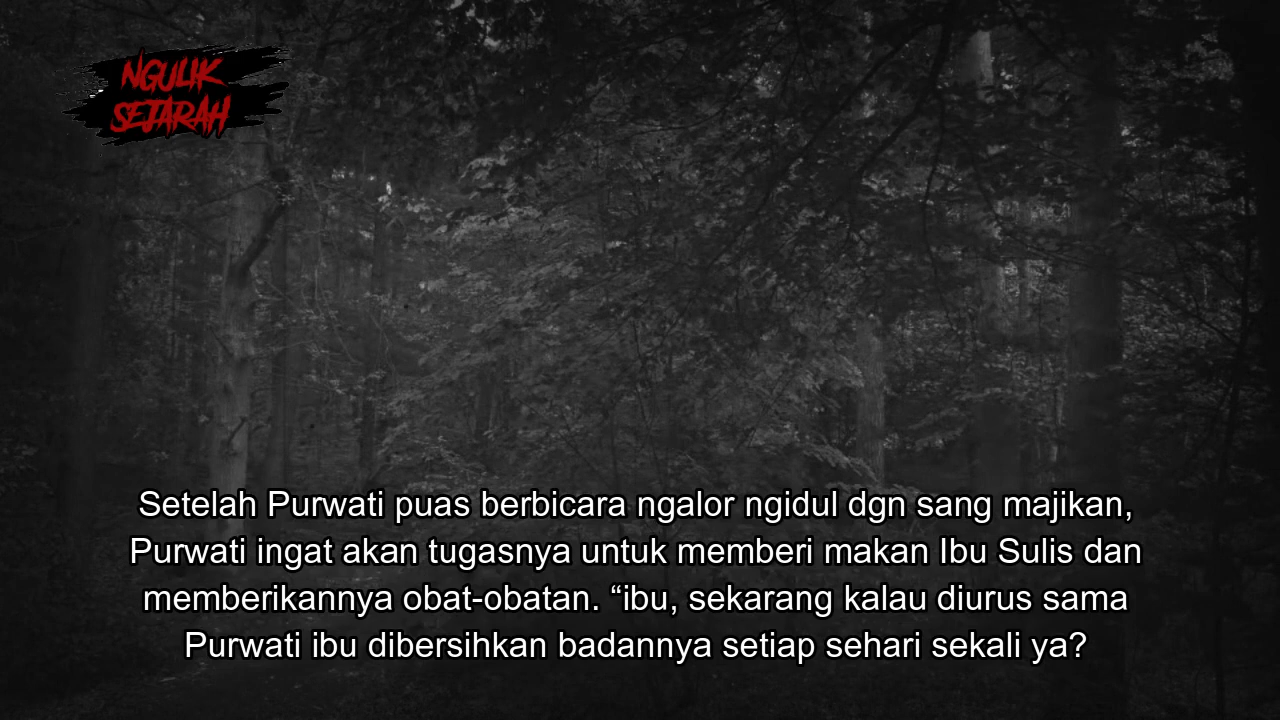 NGULIK
SEJARAH
Setelah Purwati puas berbicara ngalor ngidul dgn sang majikan,
Purwati ingat akan tugasnya untuk memberi makan Ibu Sulis dan
memberikannya obat-obatan. “ibu, sekarang kalau diurus sama
Purwati ibu dibersihkan badannya setiap sehari sekali ya?